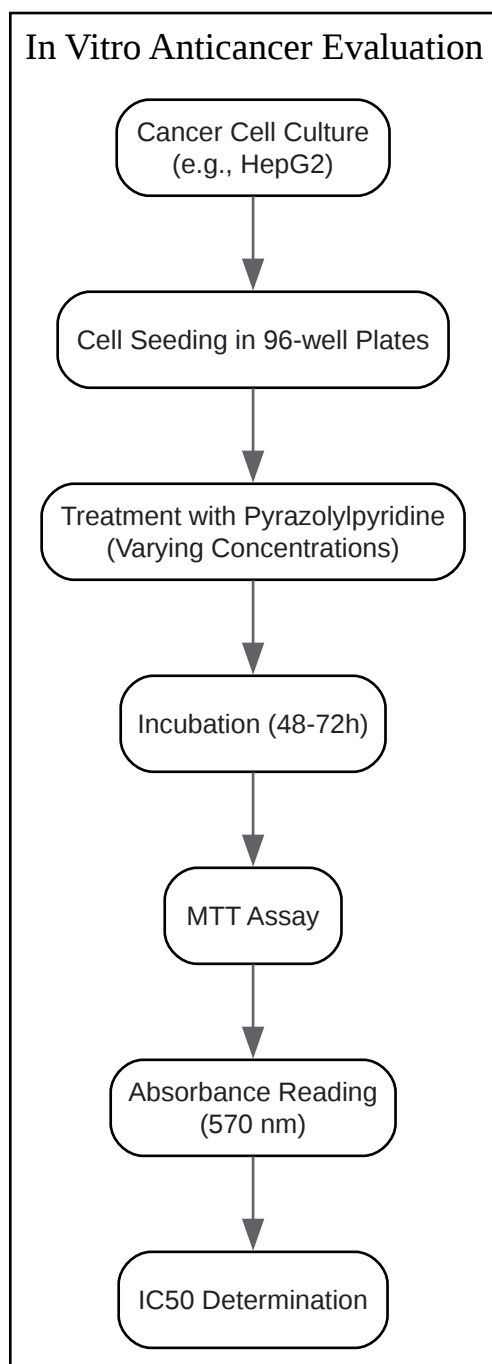 In Vitro Anticancer Evaluation
Cancer Cell Culture
(e.g., HepG2)
Cell Seeding in 96-well Plates
Treatment with Pyrazolylpyridine
(Varying Concentrations)
Incubation (48-72h)
MTT Assay
Absorbance Reading
(570 nm)
IC50 Determination